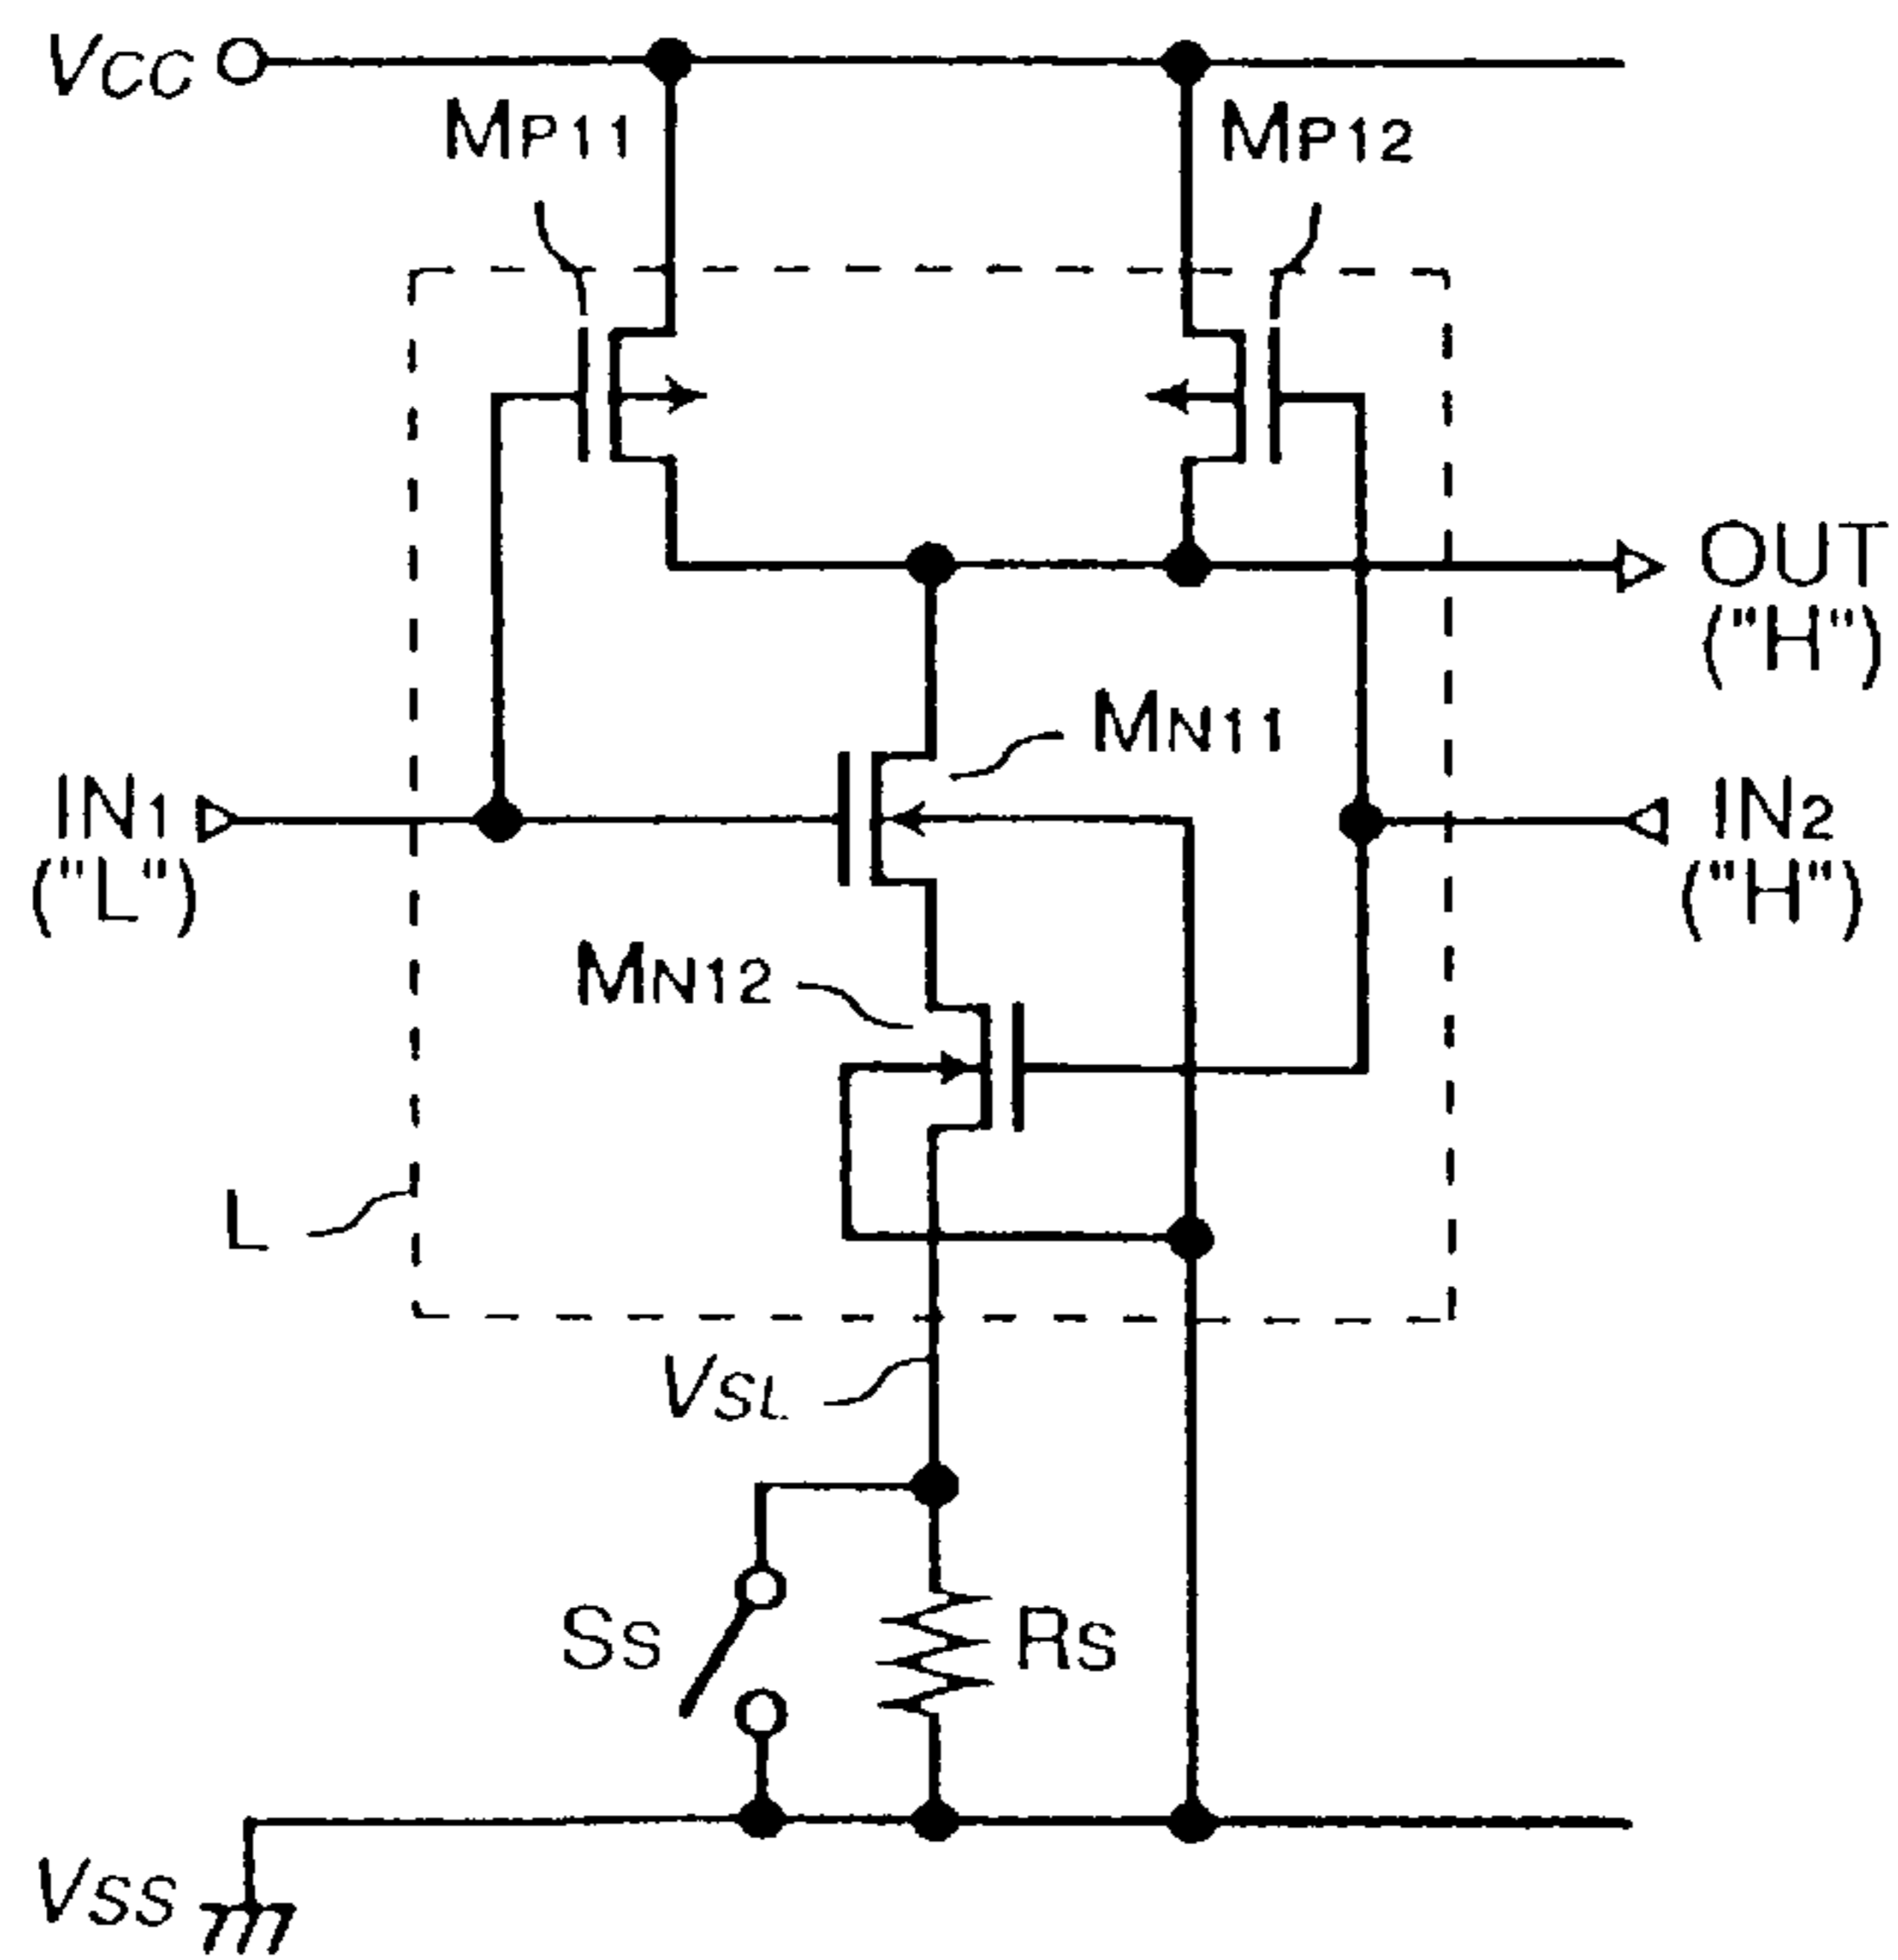 VCC
MP11
MP12
OUT
("H")
MN11
IN1
("L")
IN2
("H")
MN12
L
VSL
SS
RS
VSS